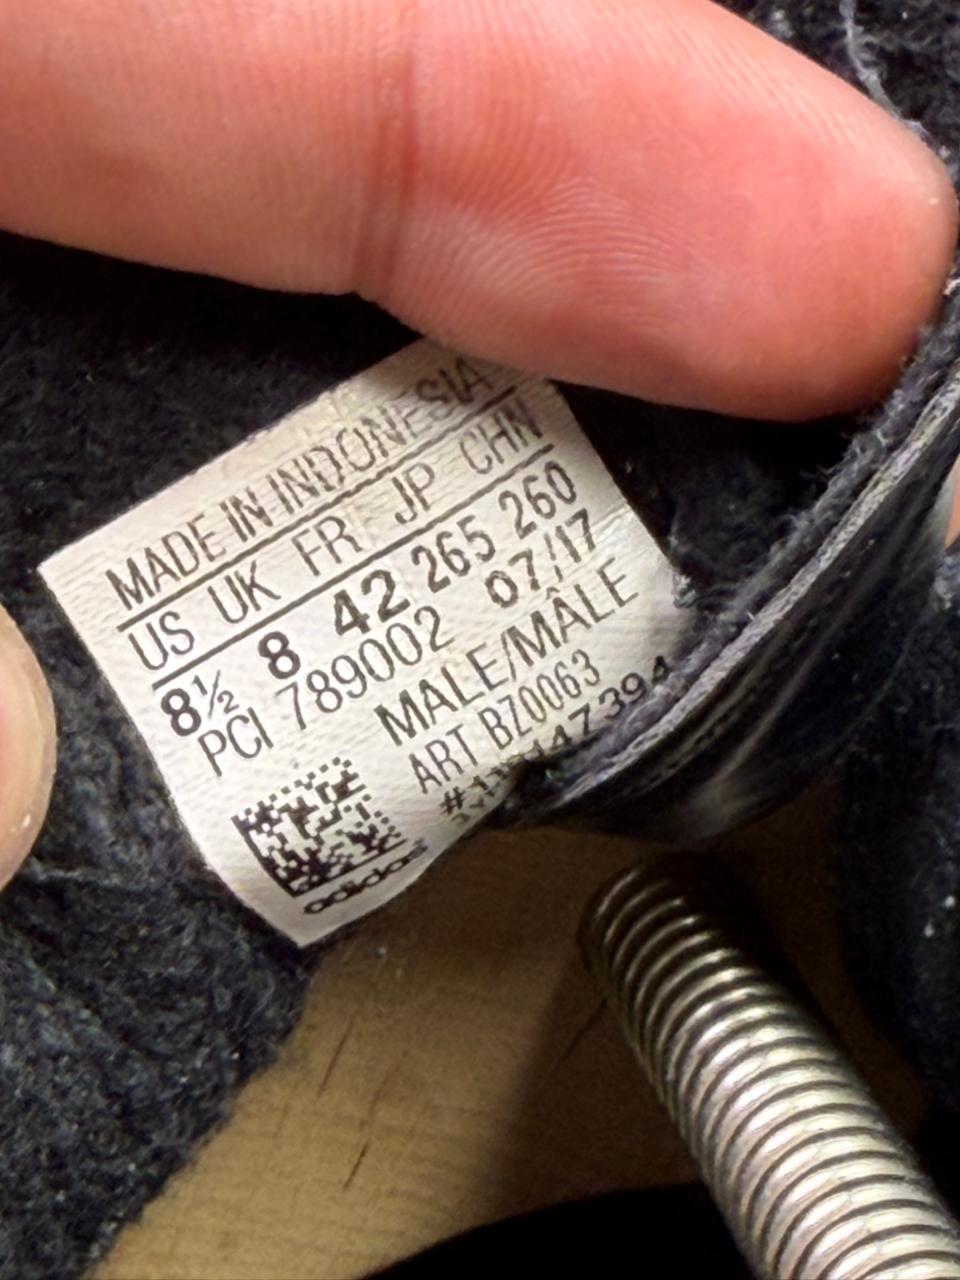 MADE IN INDONESIA
US UK FR JP CHN
8½ 8 42 265 260
PCI 789002 07/17
MALE/MÂLE
ART BZ0063
adidas